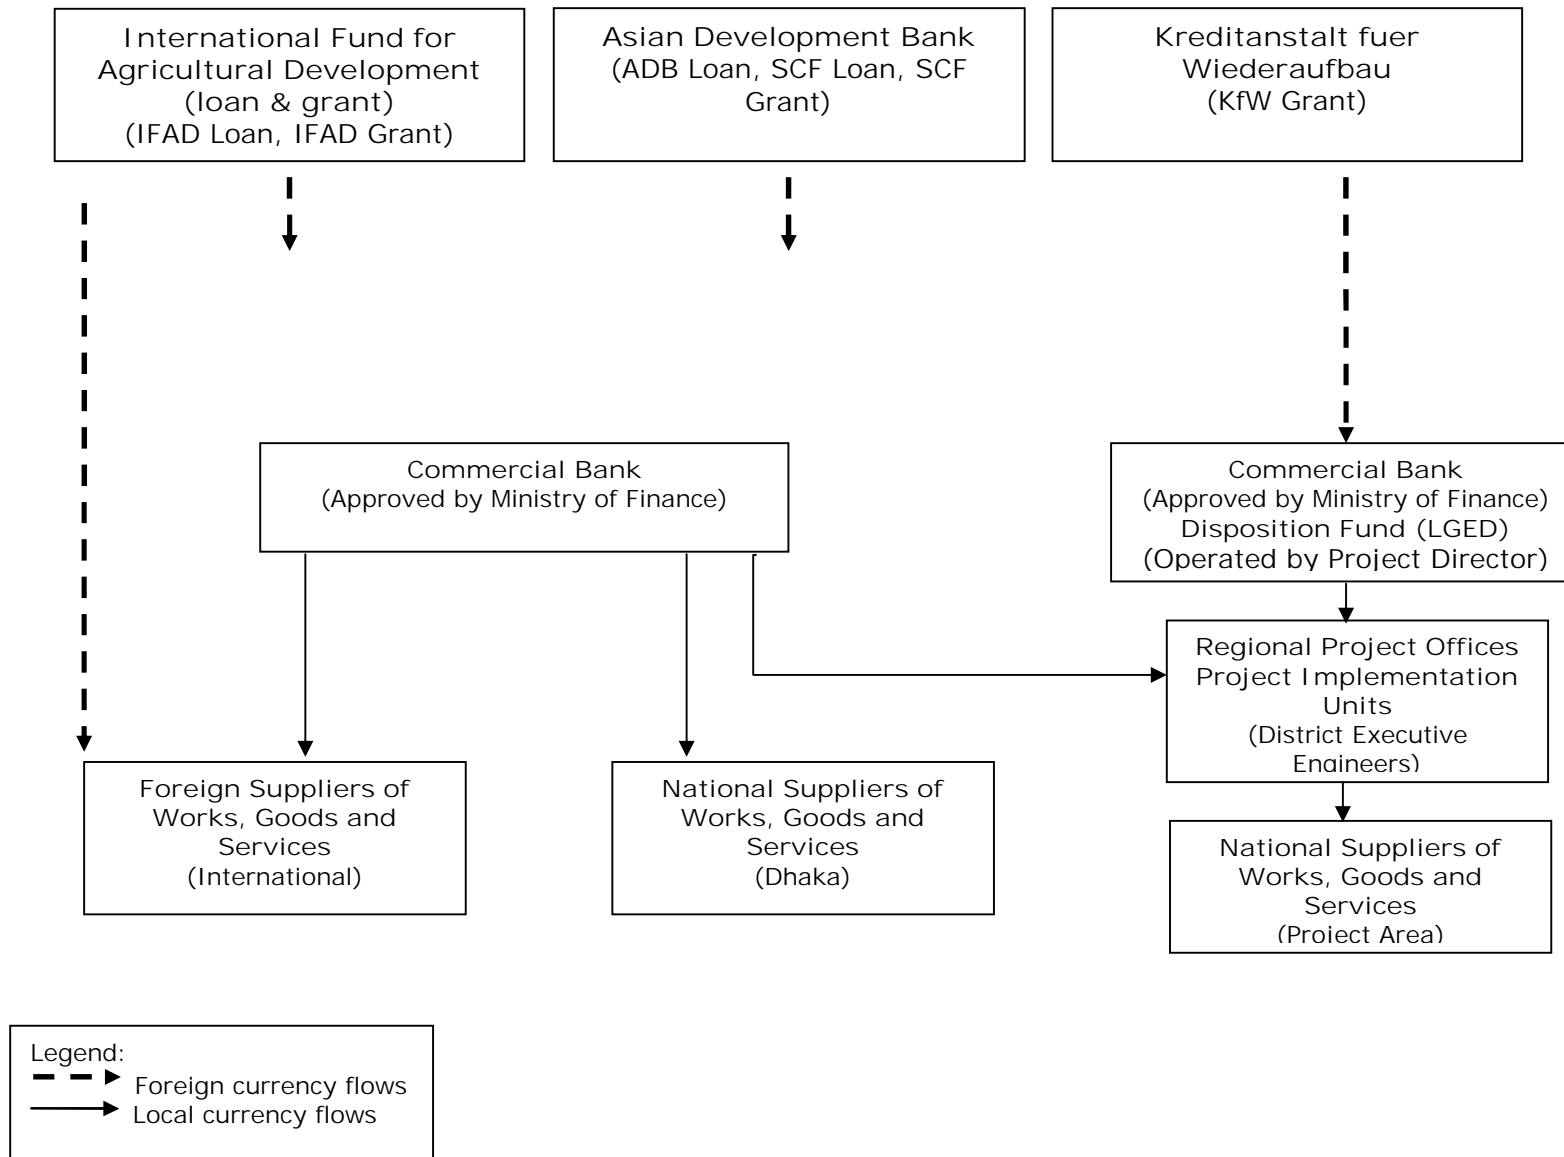 International Fund for
Agricultural Development
(loan & grant)
(IFAD Loan, IFAD Grant)
Asian Development Bank
(ADB Loan, SCF Loan, SCF
Grant)
Kreditanstalt fuer
Wiederaufbau
(KfW Grant)
Commercial Bank
(Approved by Ministry of Finance)
Commercial Bank
(Approved by Ministry of Finance)
Disposition Fund (LGED)
(Operated by Project Director)
Regional Project Offices
Project Implementation
Units
(District Executive
Engineers)
Foreign Suppliers of
Works, Goods and
Services
(International)
National Suppliers of
Works, Goods and
Services
(Dhaka)
National Suppliers of
Works, Goods and
Services
(Project Area)
Legend:
Foreign currency flows
Local currency flows